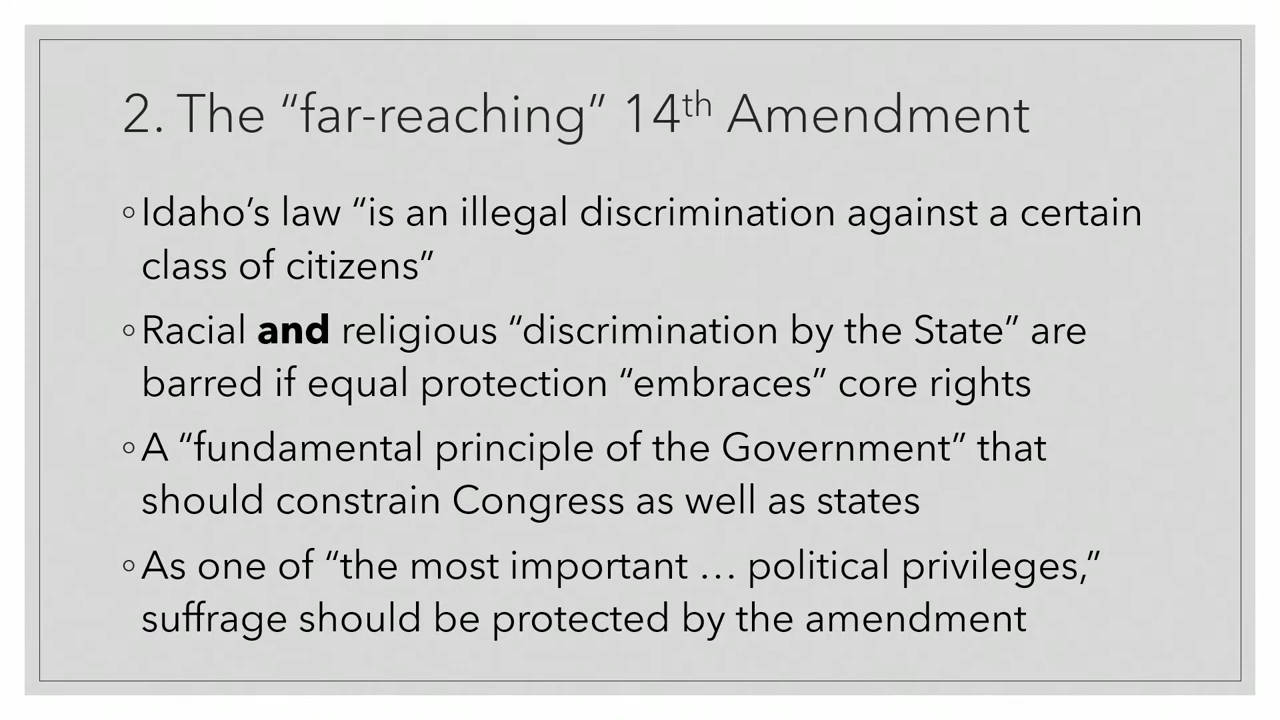 2. The “far-reaching” 14th Amendment
◦Idaho’s law “is an illegal discrimination against a certain
class of citizens”
◦Racial and religious “discrimination by the State” are
barred if equal protection “embraces” core rights
◦A “fundamental principle of the Government” that
should constrain Congress as well as states
◦As one of “the most important … political privileges,”
suffrage should be protected by the amendment